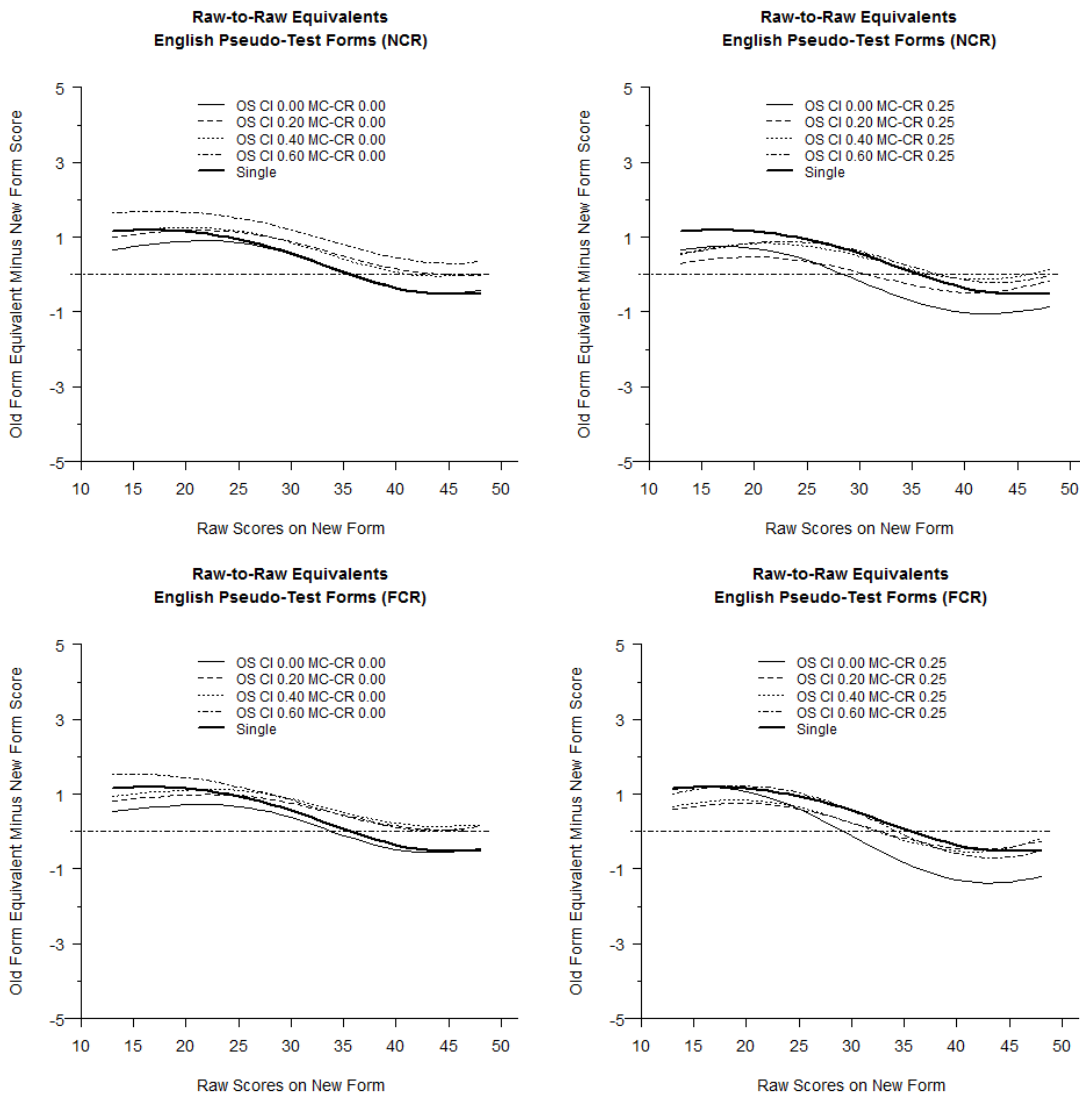 Raw-to-Raw Equivalents
English Pseudo-Test Forms (NCR)
Old Form Equivalent Minus New Form Score
5
3
1
-1
-3
-5
OS CI 0.00 MC-CR 0.00
OS CI 0.20 MC-CR 0.00
OS CI 0.40 MC-CR 0.00
OS CI 0.60 MC-CR 0.00
Single
10 15 20 25 30 35 40 45 50
Raw Scores on New Form
Raw-to-Raw Equivalents
English Pseudo-Test Forms (NCR)
Old Form Equivalent Minus New Form Score
5
3
1
-1
-3
-5
OS CI 0.00 MC-CR 0.25
OS CI 0.20 MC-CR 0.25
OS CI 0.40 MC-CR 0.25
OS CI 0.60 MC-CR 0.25
Single
10 15 20 25 30 35 40 45 50
Raw Scores on New Form
Raw-to-Raw Equivalents
English Pseudo-Test Forms (FCR)
Old Form Equivalent Minus New Form Score
5
3
1
-1
-3
-5
OS CI 0.00 MC-CR 0.00
OS CI 0.20 MC-CR 0.00
OS CI 0.40 MC-CR 0.00
OS CI 0.60 MC-CR 0.00
Single
10 15 20 25 30 35 40 45 50
Raw Scores on New Form
Raw-to-Raw Equivalents
English Pseudo-Test Forms (FCR)
Old Form Equivalent Minus New Form Score
5
3
1
-1
-3
-5
OS CI 0.00 MC-CR 0.25
OS CI 0.20 MC-CR 0.25
OS CI 0.40 MC-CR 0.25
OS CI 0.60 MC-CR 0.25
Single
10 15 20 25 30 35 40 45 50
Raw Scores on New Form